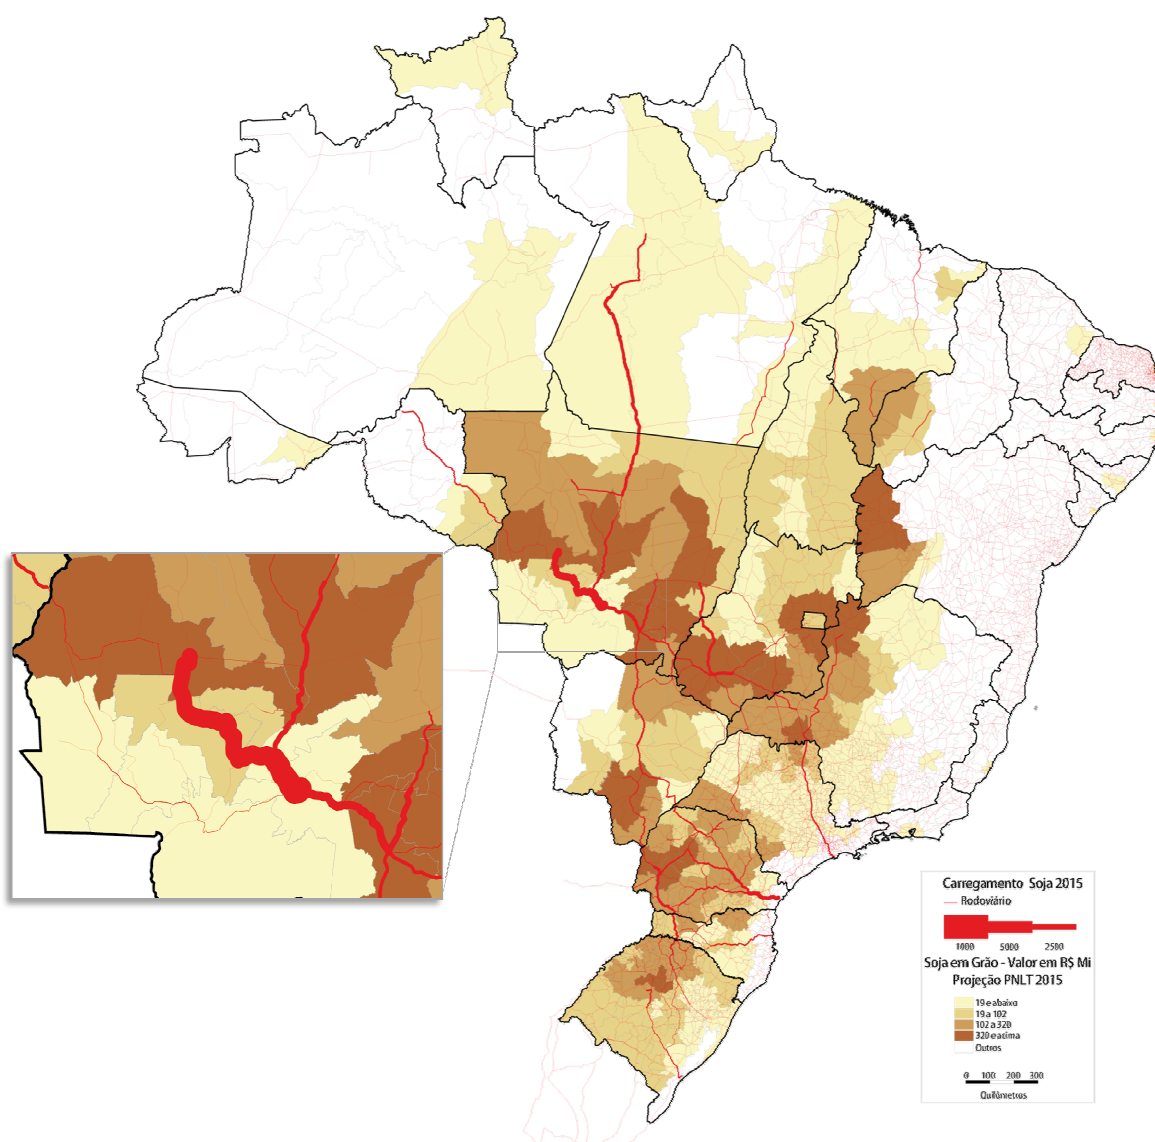 Carregamento Soja 2015
Rodoviário
1000 5000 2500
Soja em Grão - Valor em R$ Mi
Projeção PNLT 2015
19 e abaixo
19 a 102
102 a 320
320 e acima
Outros
0 100 200 300
Quilômetros